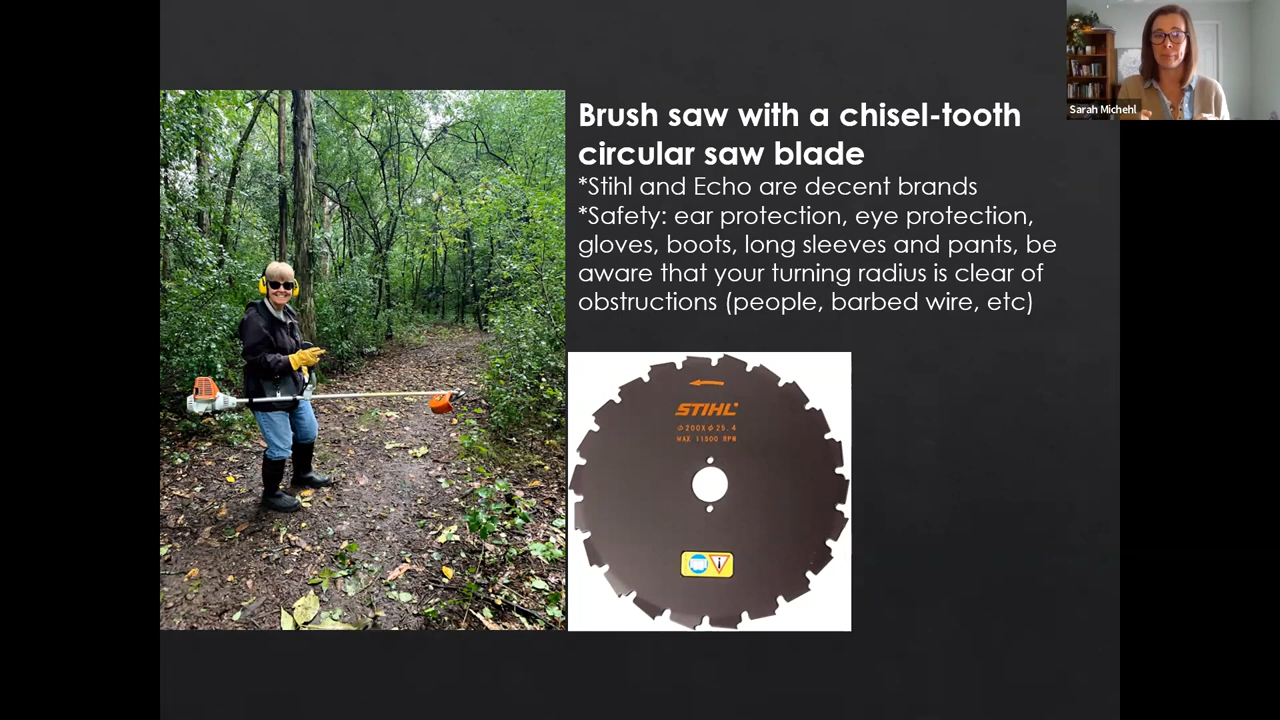 Brush saw with a chisel-tooth
circular saw blade
*Stihl and Echo are decent brands
*Safety: ear protection, eye protection,
gloves, boots, long sleeves and pants, be
aware that your turning radius is clear of
obstructions (people, barbed wire, etc)
Sarah Michehl
STIHL
Φ200XΦ25.4
MAX 11500 RPM